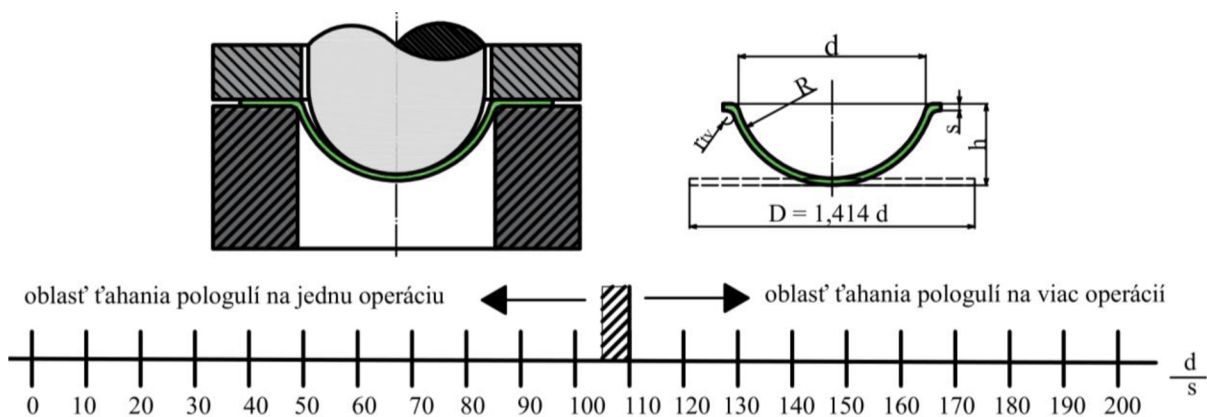 d
R
r_tv
s
h
D = 1,414 d
oblasť ťahania pologulí na jednu operáciu
oblasť ťahania pologulí na viac operácií
0 10 20 30 40 50 60 70 80 90 100 110 120 130 140 150 160 170 180 190 200
d
s